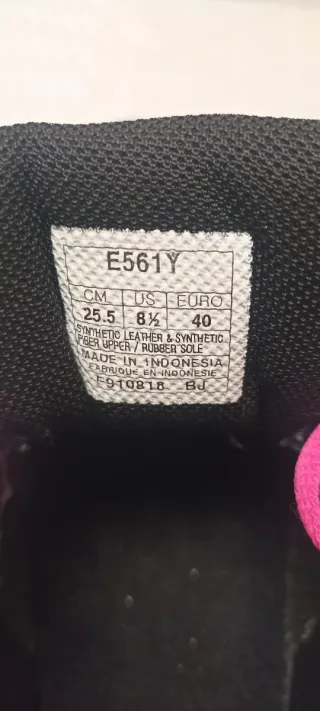 E561Y
CM US EURO
25.5 8½ 40
SYNTHETIC LEATHER & SYNTHETIC
FIBER UPPER / RUBBER SOLE
MADE IN INDONESIA
FABRIQUE EN INDONESIE
F910818 BJ